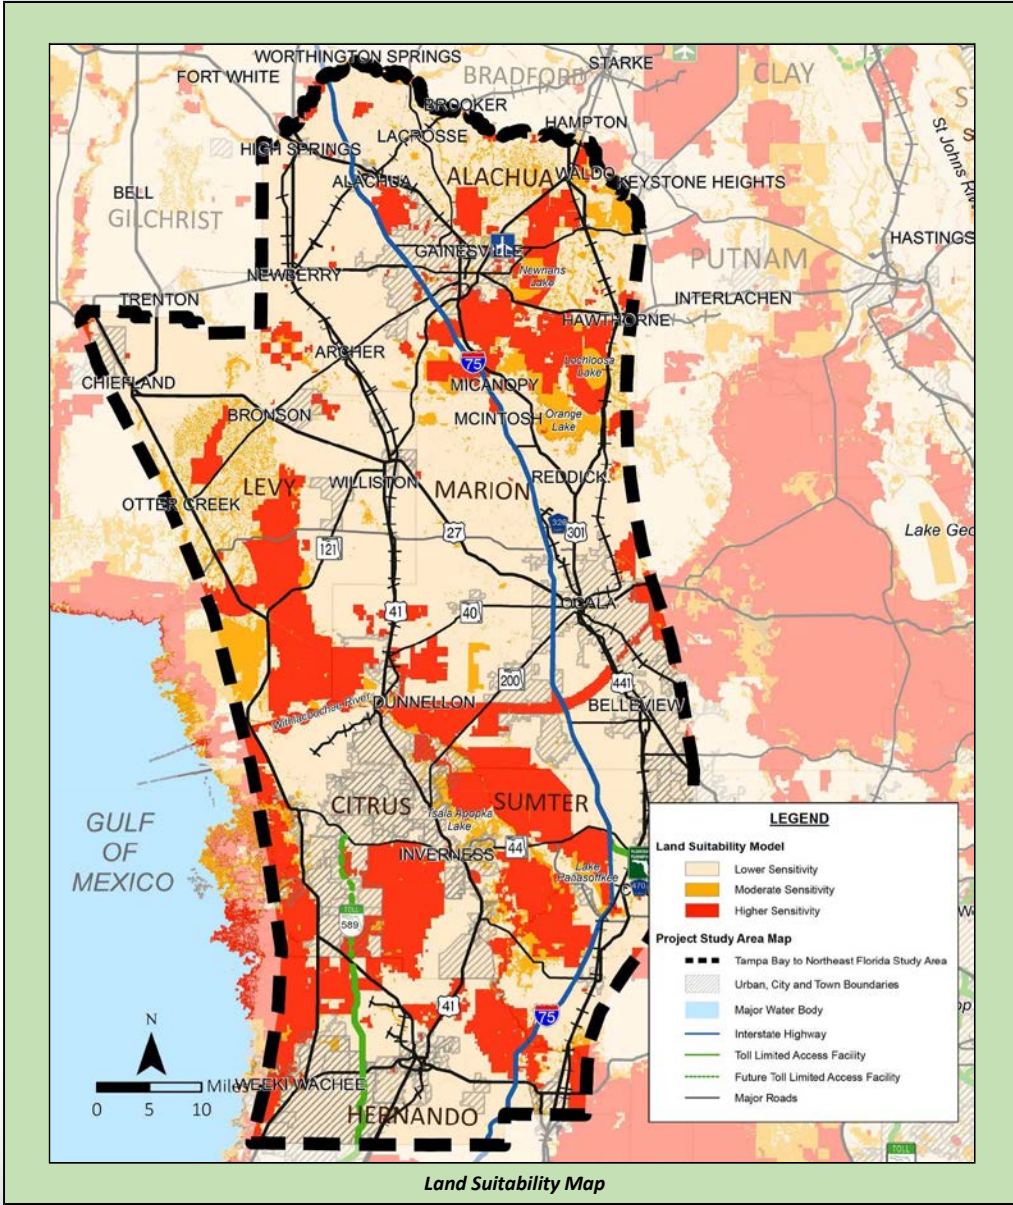 WORTHINGTON SPRINGS
FORT WHITE
BRADFORD
STARKE
CLAY
BROOKER
HAMPTON
LACROSSE
HIGH SPRINGS
St Johns
ALACHUA
ALACHUA
WALDO
KEYSTONE HEIGHTS
BELL
GILCHRIST
GAINESVILLE
PUTNAM
HASTINGS
NEWBERRY
Newnans
Lake
TRENTON
INTERLACHEN
HAWTHORNE
ARCHER
75
Lochloosa
Lake
CHIEFLAND
MICANOPY
BRONSON
MCINTOSH
Orange
Lake
LEVY
WILLISTON
MARION
REDDICK
OTTER CREEK
326
27
301
Lake Geo
121
41
40
OCALA
200
441
Withlacoochee River
DUNNELLON
BELLEVIEW
CITRUS
SUMTER
GULF
OF
MEXICO
Tsala Apopka
Lake
INVERNESS
44
Lake
Panasoffkee
470
TOLL
589
41
75
N
Miles
0 5 10
WEEKI WACHEE
HERNANDO
LEGEND
Land Suitability Model
Lower Sensitivity
Moderate Sensitivity
Higher Sensitivity
Project Study Area Map
Tampa Bay to Northeast Florida Study Area
Urban, City and Town Boundaries
Major Water Body
Interstate Highway
Toll Limited Access Facility
Future Toll Limited Access Facility
Major Roads
TOLL
Land Suitability Map